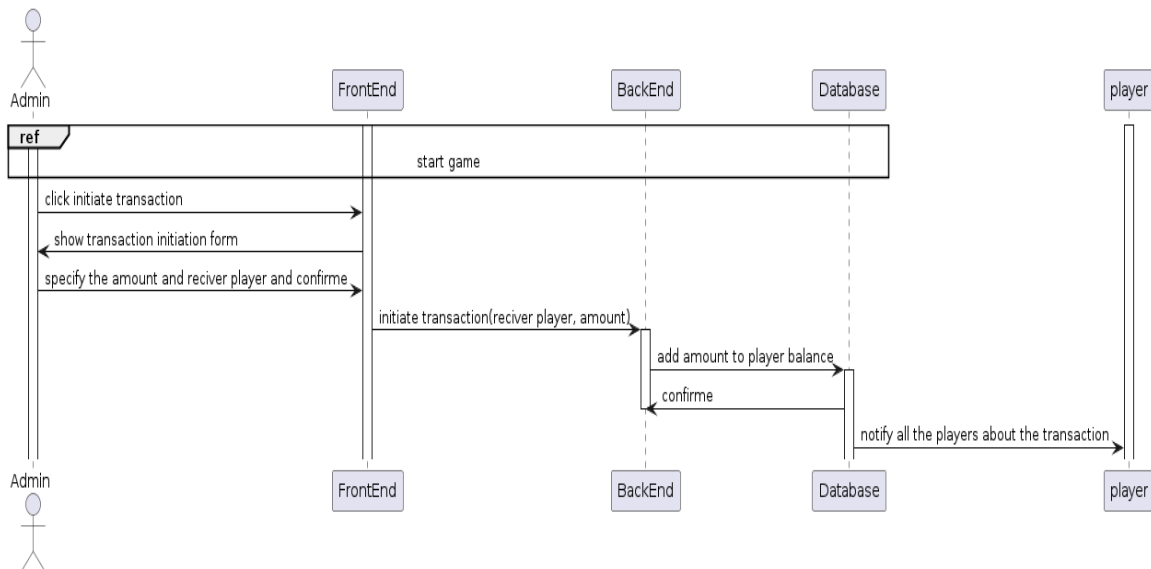 Admin
FrontEnd
BackEnd
Database
player
ref
start game
click initiate transaction
show transaction initiation form
specify the amount and reciver player and confirme
initiate transaction(reciver player, amount)
add amount to player balance
confirme
notify all the players about the transaction
Admin
FrontEnd
BackEnd
Database
player